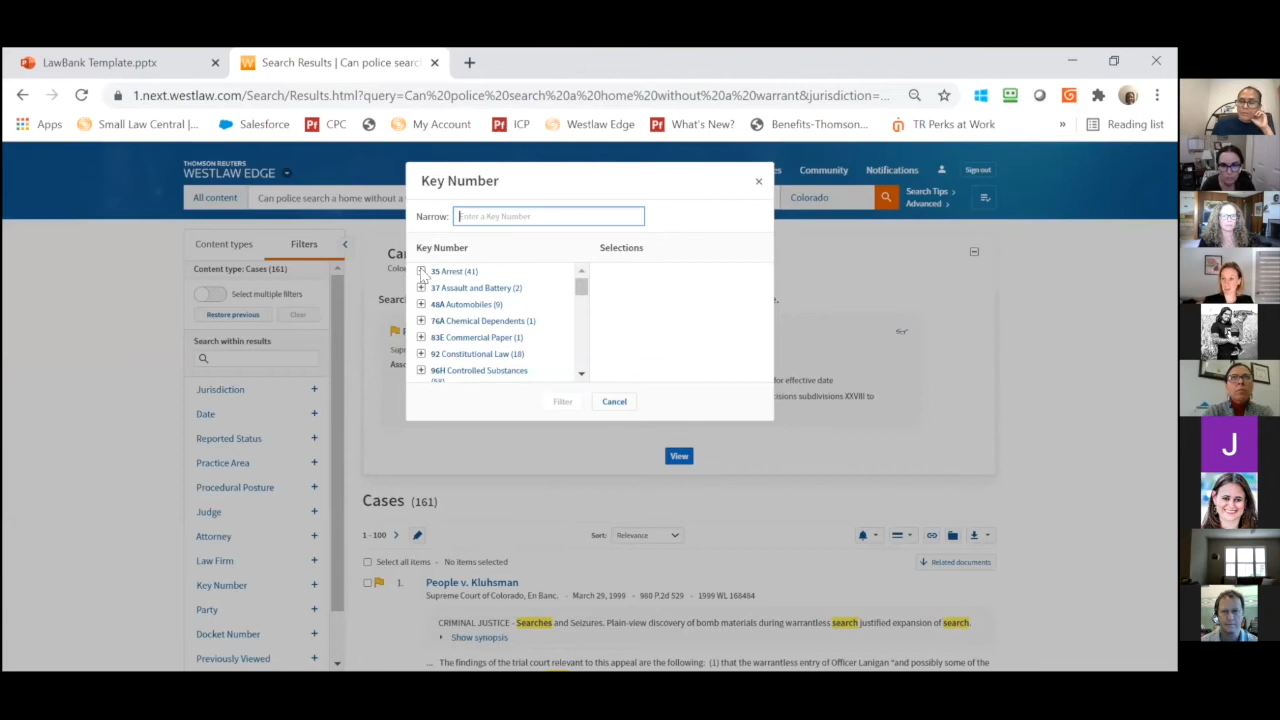 LawBank Template.pptx
Search Results | Can police searc
1.next.westlaw.com/Search/Results.html?query=Can%20police%20search%20a%20home%20without%20a%20warrant&jurisdiction=...
Apps
Small Law Central |...
Salesforce
CPC
My Account
ICP
Westlaw Edge
What's New?
Benefits-Thomson...
TR Perks at Work
»
Reading list
THOMSON REUTERS
WESTLAW EDGE
Community
Notifications
Sign out
All content
Can police search a home without a
Colorado
Search Tips
Advanced
Key Number
Narrow:
Enter a Key Number
Key Number
Selections
35 Arrest (41)
37 Assault and Battery (2)
48A Automobiles (9)
76A Chemical Dependents (1)
83E Commercial Paper (1)
92 Constitutional Law (18)
96H Controlled Substances
Filter
Cancel
Content types
Filters
Content type: Cases (161)
Select multiple filters
Restore previous
Clear
Search within results
Jurisdiction
Date
Reported Status
Practice Area
Procedural Posture
Judge
Attorney
Law Firm
Key Number
Party
Docket Number
Previously Viewed
for effective date
cisions subdivisions XXVIII to
View
Cases (161)
1 - 100
Sort:
Relevance
Select all items
No items selected
Related documents
1.
People v. Kluhsman
Supreme Court of Colorado, En Banc. - March 29, 1999 - 980 P.2d 529 - 1999 WL 168484
CRIMINAL JUSTICE - Searches and Seizures. Plain-view discovery of bomb materials during warrantless search justified expansion of search.
Show synopsis
... The findings of the trial court relevant to this appeal are the following: (1) that the warrantless entry of Officer Lanigan "and possibly some of the
J